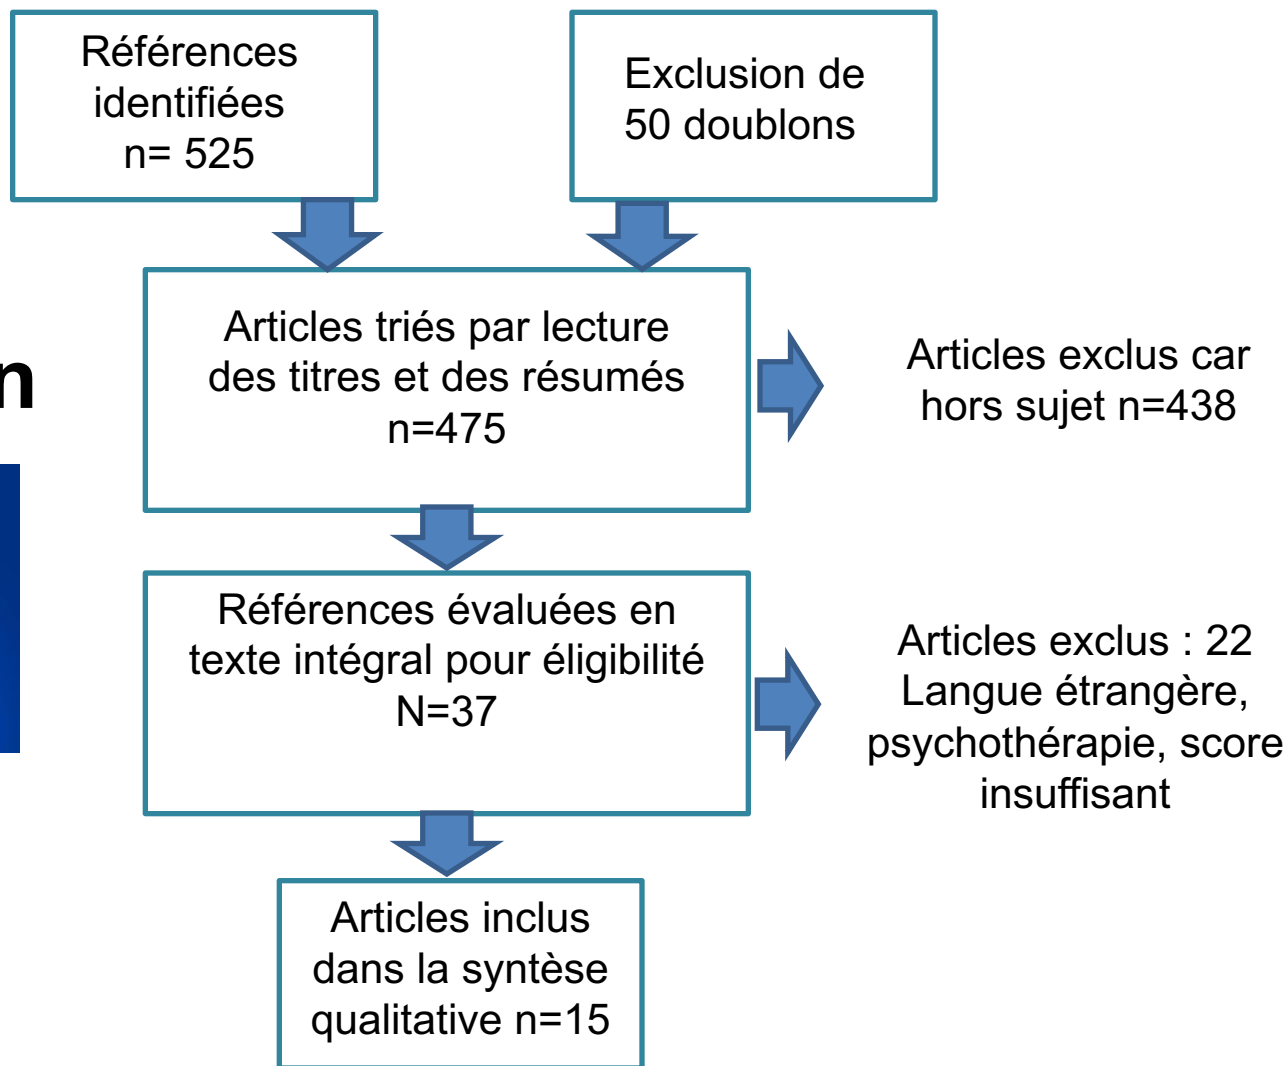 Références
identifiées
n= 525
Exclusion de
50 doublons
Articles triés par lecture
des titres et des résumés
n=475
n
Articles exclus car
hors sujet n=438
Références évaluées en
texte intégral pour éligibilité
N=37
Articles exclus : 22
Langue étrangère,
psychothérapie, score
insuffisant
Articles inclus
dans la syntèse
qualitative n=15